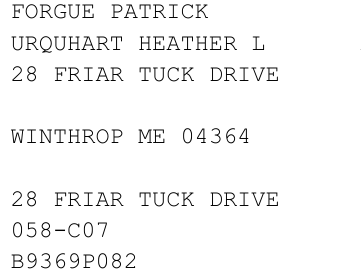 FORGUE PATRICK
URQUHART HEATHER L
28 FRIAR TUCK DRIVE
WINTHROP ME 04364
28 FRIAR TUCK DRIVE
058-C07
B9369P082